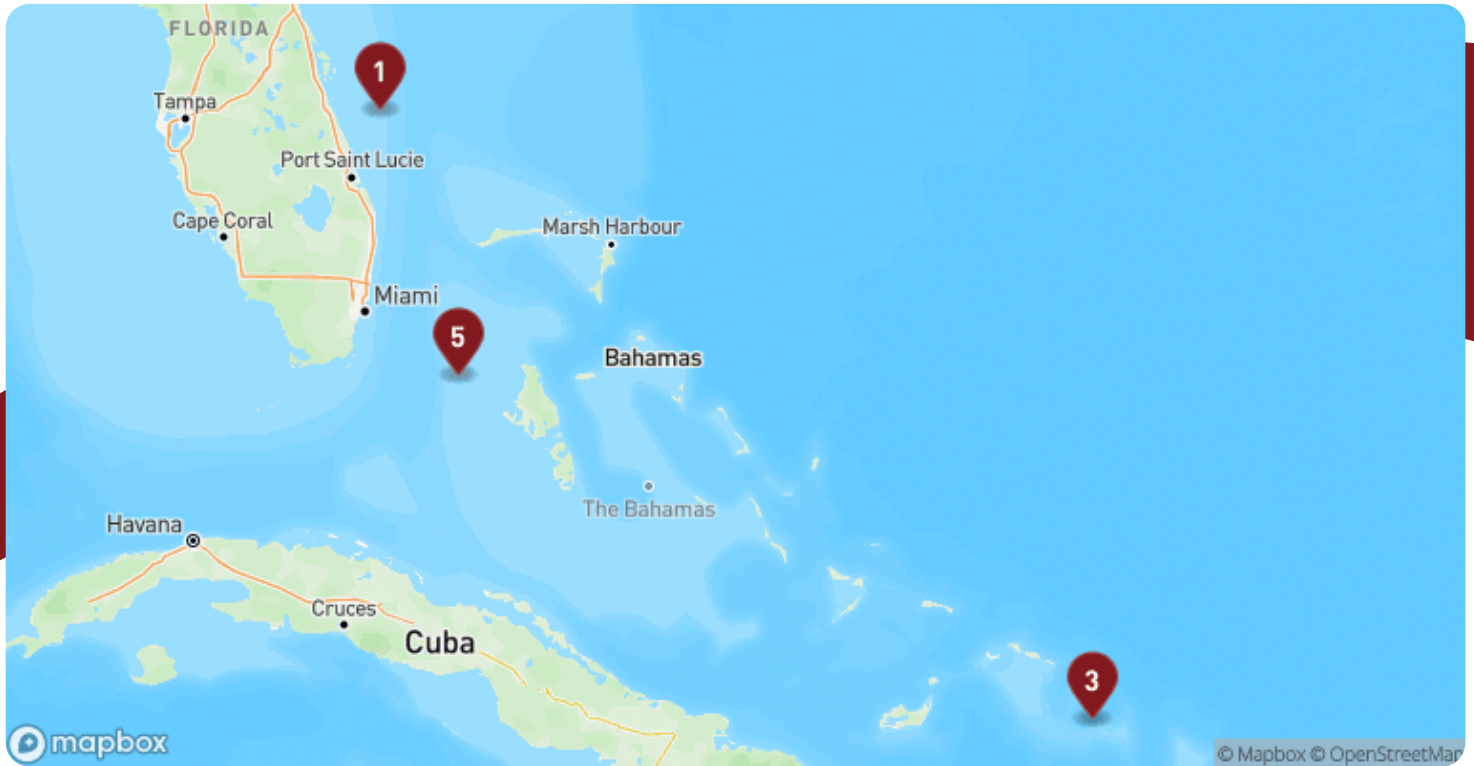 FLORIDA
1
Tampa
Port Saint Lucie
Cape Coral
Marsh Harbour
Miami
5
Bahamas
The Bahamas
Havana
Cruces
Cuba
3
mapbox
© Mapbox © OpenStreetMap